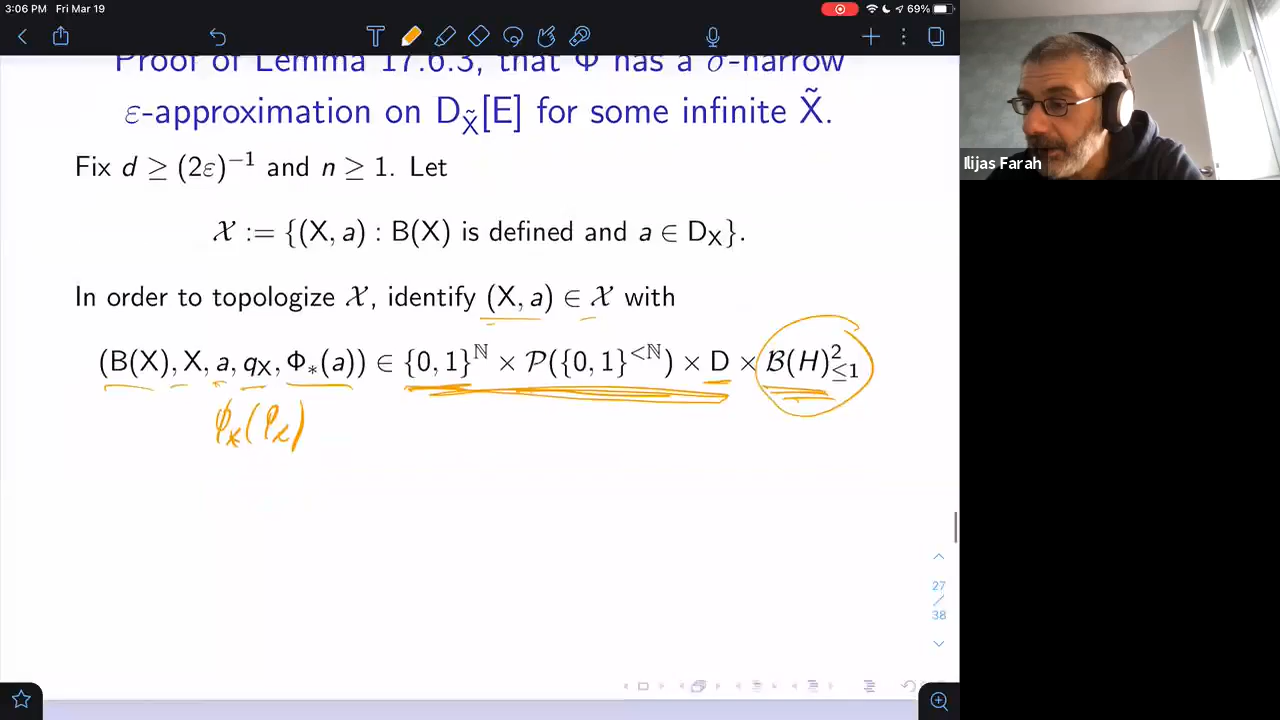 3:06 PM Fri Mar 19
69%
Proof of Lemma 17.6.3, that Φ has a σ-narrow
ε-approximation on D_X̃[E] for some infinite X̃.
Fix d ≥ (2ε)⁻¹ and n ≥ 1. Let
𝒳 := {(X, a) : B(X) is defined and a ∈ D_X}.
In order to topologize 𝒳, identify (X, a) ∈ 𝒳 with
(B(X), X, a, q_X, Φ_*(a)) ∈ {0, 1}^ℕ × 𝒫({0, 1}^{<ℕ}) × D × ℬ(H)²_{≤1}
Ilijas Farah
27
/
38